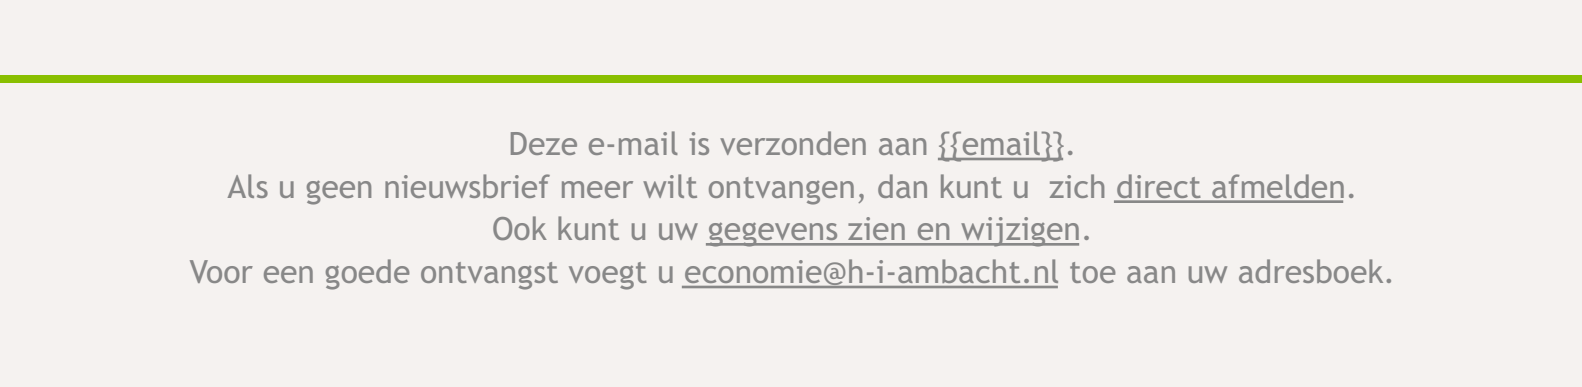 Deze e-mail is verzonden aan {{email}}.
Als u geen nieuwsbrief meer wilt ontvangen, dan kunt u  zich direct afmelden.
Ook kunt u uw gegevens zien en wijzigen.
Voor een goede ontvangst voegt u economie@h-i-ambacht.nl toe aan uw adresboek.